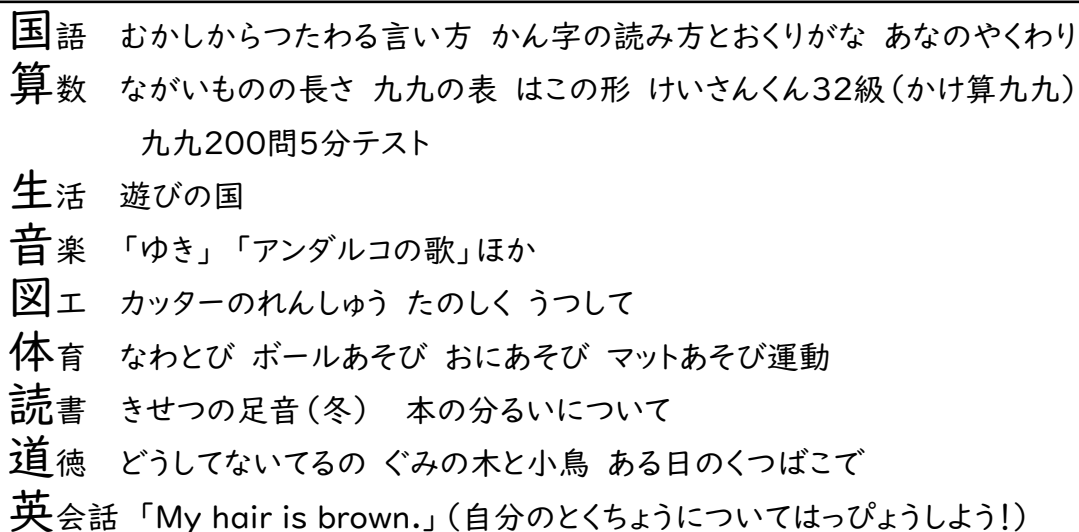 国語 むかしからつたわる言い方 かん字の読み方とおくりがな あなのやくわり
算数 ながいものの長さ 九九の表 はこの形 けいさんくん32級(かけ算九九)
九九200問5分テスト
生活 遊びの国
音楽 「ゆき」「アンダルコの歌」ほか
図工 カッターのれんしゅう たのしく うつして
体育 なわとび ボールあそび おにあそび マットあそび運動
読書 きせつの足音(冬) 本の分るいについて
道徳 どうしてないてるの ぐみの木と小鳥 ある日のくつばこで
英会話 「My hair is brown.」(自分のとくちょうについてはっぴょうしよう!)